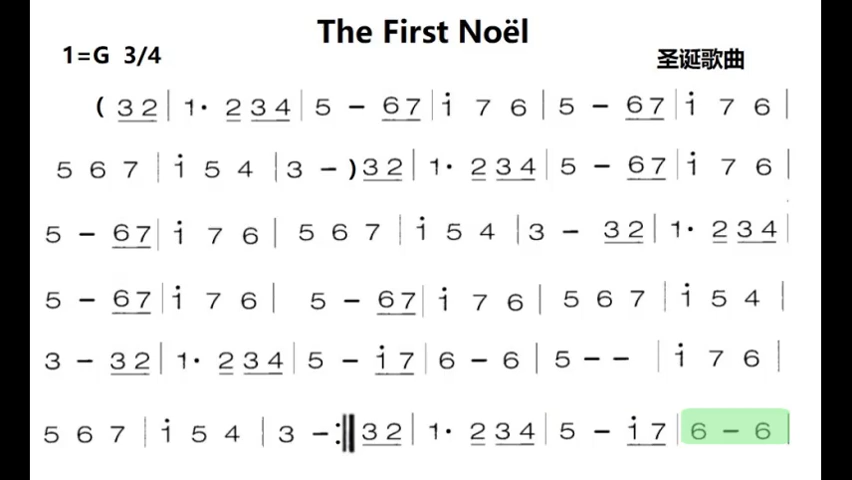 The First Noël
1=G 3/4 圣诞歌曲
( 3 2 | 1· 2 3 4 | 5 – 6 7 | i 7 6 | 5 – 6 7 | i 7 6 |
5 6 7 | i 5 4 | 3 – ) 3 2 | 1· 2 3 4 | 5 – 6 7 | i 7 6 |
5 – 6 7 | i 7 6 | 5 6 7 | i 5 4 | 3 – 3 2 | 1· 2 3 4 |
5 – 6 7 | i 7 6 | 5 – 6 7 | i 7 6 | 5 6 7 | i 5 4 |
3 – 3 2 | 1· 2 3 4 | 5 – i 7 | 6 – 6 | 5 – – | i 7 6 |
5 6 7 | i 5 4 | 3 – :‖ 3 2 | 1· 2 3 4 | 5 – i 7 | 6 – 6 |